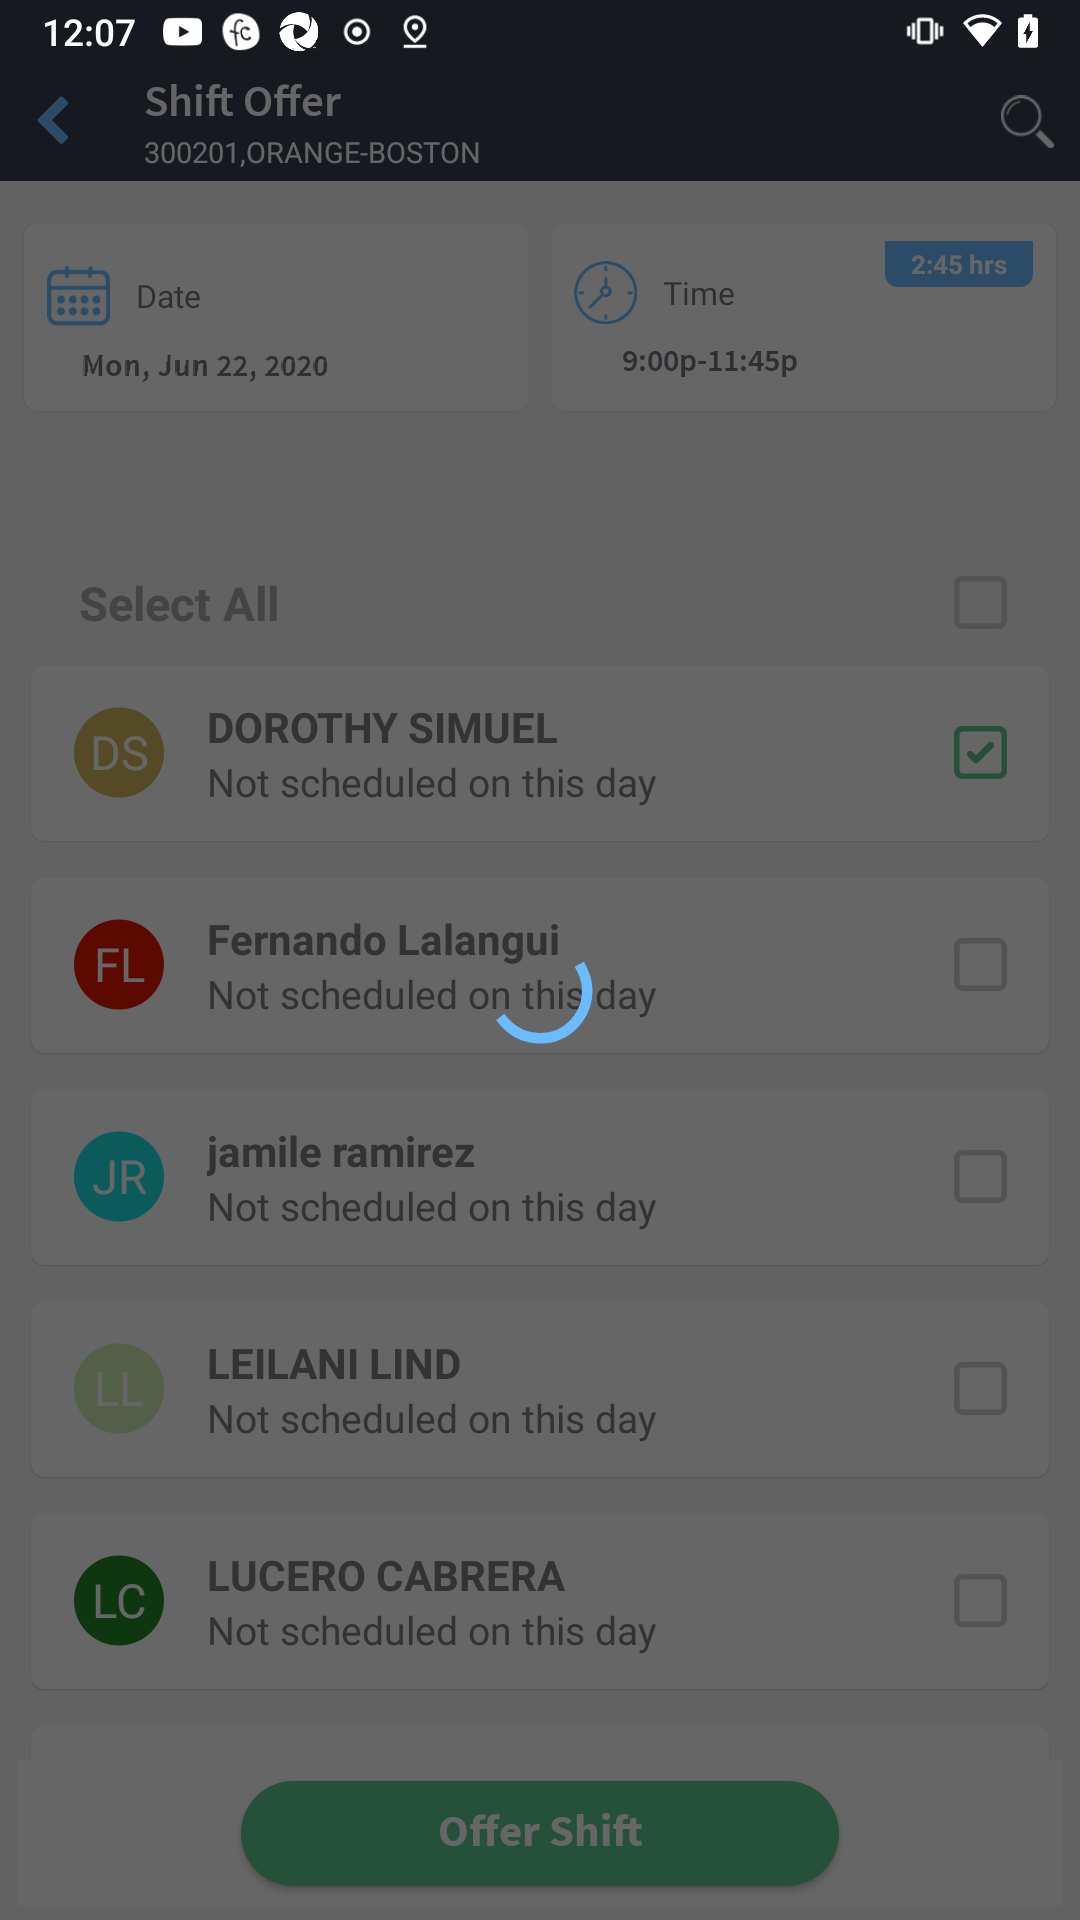 12:07
Shift Offer
300201,ORANGE-BOSTON
Date
Mon, Jun 22, 2020
2:45 hrs
Time
9:00p-11:45p
Select All
DS
DOROTHY SIMUEL
Not scheduled on this day
FL
Fernando Lalangui
Not scheduled on this day
JR
jamile ramirez
Not scheduled on this day
LL
LEILANI LIND
Not scheduled on this day
LC
LUCERO CABRERA
Not scheduled on this day
Offer Shift